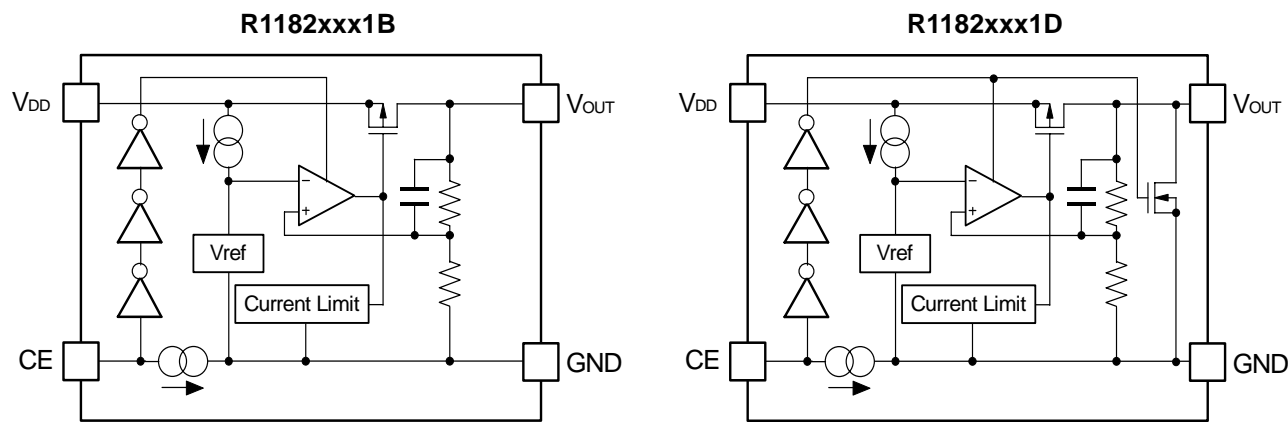 R1182xxx1B
VDD
VOUT
−
+
Vref
Current Limit
CE
GND
R1182xxx1D
VDD
VOUT
−
+
Vref
Current Limit
CE
GND